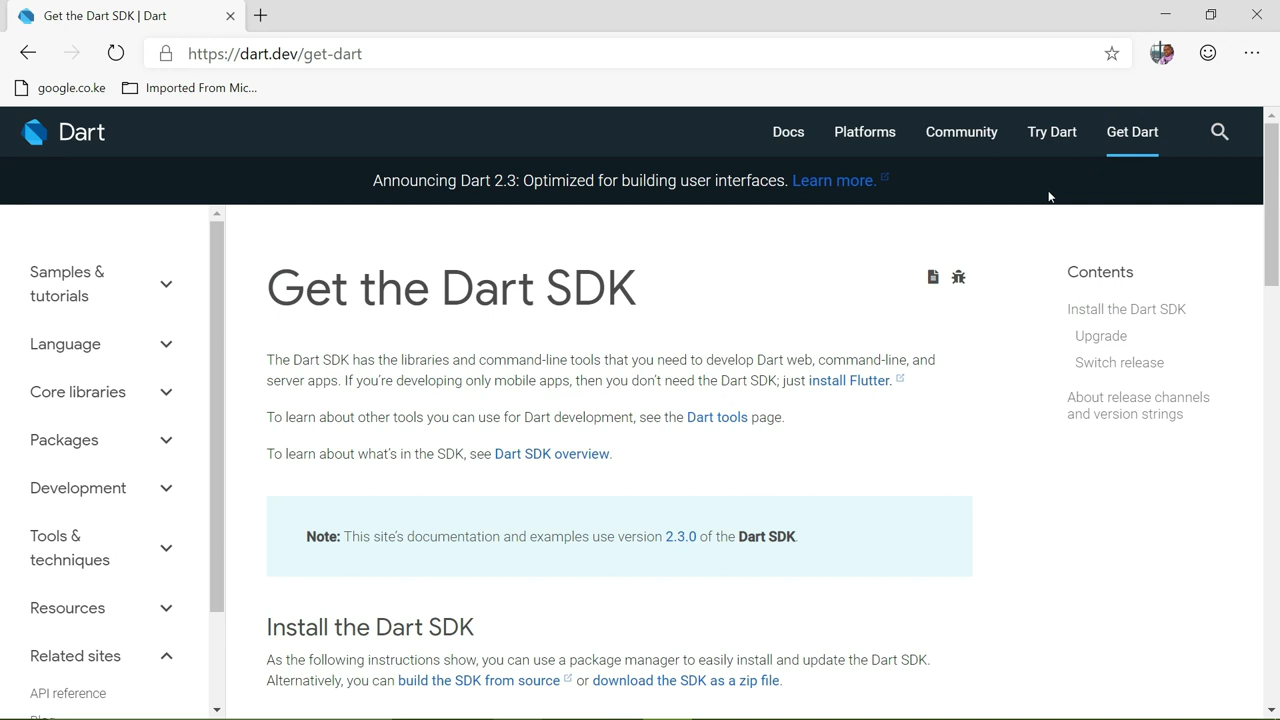 Get the Dart SDK | Dart
https://dart.dev/get-dart
google.co.ke
Imported From Mic...
Dart
Docs
Platforms
Community
Try Dart
Get Dart
Announcing Dart 2.3: Optimized for building user interfaces. Learn more.
Samples &
tutorials
Language
Core libraries
Packages
Development
Tools &
techniques
Resources
Related sites
API reference
Get the Dart SDK
The Dart SDK has the libraries and command-line tools that you need to develop Dart web, command-line, and
server apps. If you're developing only mobile apps, then you don't need the Dart SDK; just install Flutter.
To learn about other tools you can use for Dart development, see the Dart tools page.
To learn about what's in the SDK, see Dart SDK overview.
Note: This site's documentation and examples use version 2.3.0 of the Dart SDK.
Install the Dart SDK
As the following instructions show, you can use a package manager to easily install and update the Dart SDK.
Alternatively, you can build the SDK from source or download the SDK as a zip file.
Contents
Install the Dart SDK
Upgrade
Switch release
About release channels
and version strings